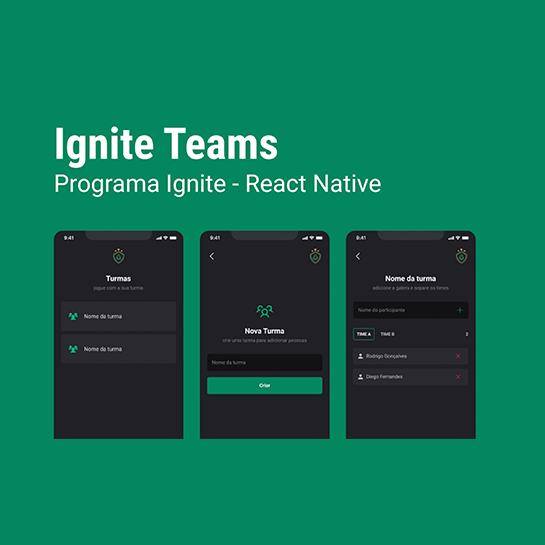 Ignite Teams
Programa Ignite - React Native
9:41
Turmas
jogue com a sua turma
Nome da turma
Nome da turma
9:41
Nova Turma
crie uma turma para adicionar pessoas
Nome da turma
Criar
9:41
Nome da turma
adicione a galera e separe os times
Nome do participante
TIME A
TIME B
2
Rodrigo Gonçalves
Diego Fernandes